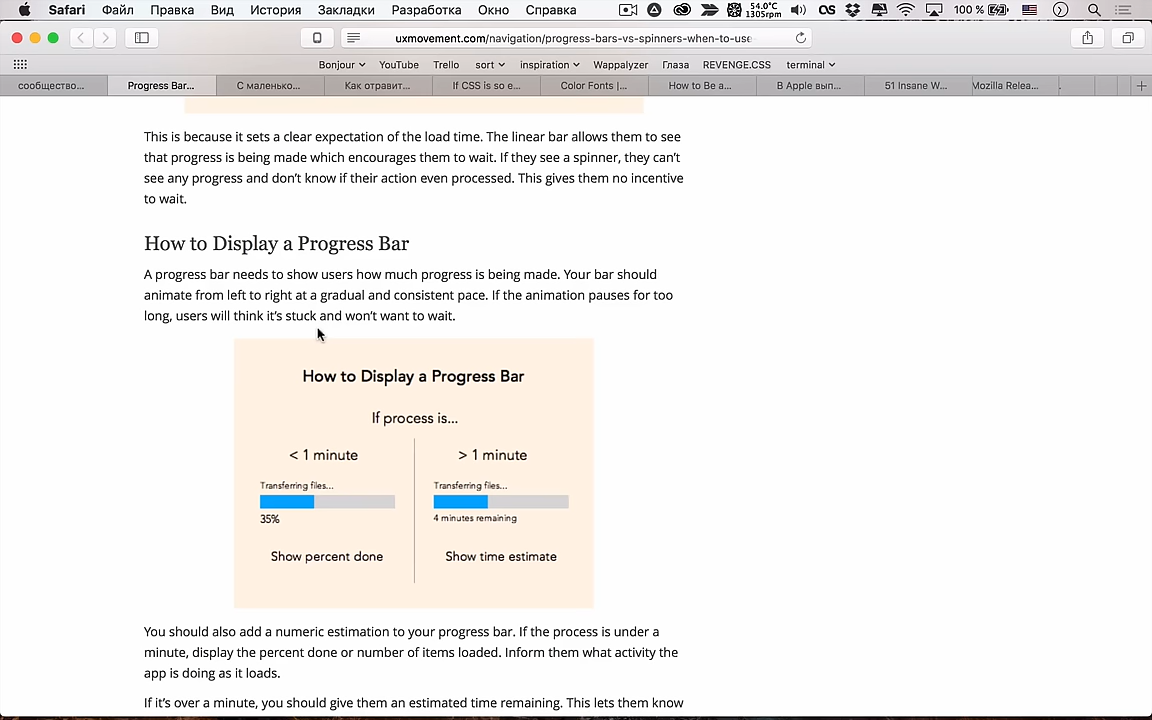 Safari Файл Правка Вид История Закладки Разработка Окно Справка 54.0°C 1305rpm 100 %
uxmovement.com/navigation/progress-bars-vs-spinners-when-to-use
Bonjour YouTube Trello sort inspiration Wappalyzer Глаза REVENGE.CSS terminal
сообщество... Progress Bar... С маленько... Как отравит... If CSS is so e... Color Fonts |... How to Be a... В Apple вып... 51 Insane W... Mozilla Relea...
This is because it sets a clear expectation of the load time. The linear bar allows them to see
that progress is being made which encourages them to wait. If they see a spinner, they can't
see any progress and don't know if their action even processed. This gives them no incentive
to wait.
How to Display a Progress Bar
A progress bar needs to show users how much progress is being made. Your bar should
animate from left to right at a gradual and consistent pace. If the animation pauses for too
long, users will think it's stuck and won't want to wait.
How to Display a Progress Bar
If process is...
< 1 minute > 1 minute
Transferring files... Transferring files...
35% 4 minutes remaining
Show percent done Show time estimate
You should also add a numeric estimation to your progress bar. If the process is under a
minute, display the percent done or number of items loaded. Inform them what activity the
app is doing as it loads.
If it's over a minute, you should give them an estimated time remaining. This lets them know